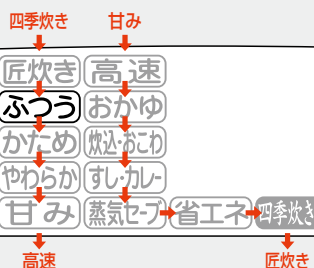 四季炊き 甘み
匠炊き 高速
ふつう おかゆ
かため 炊込・おこわ
やわらか すし・カレー
甘み 蒸気セーブ 省エネ 四季炊き
高速 匠炊き